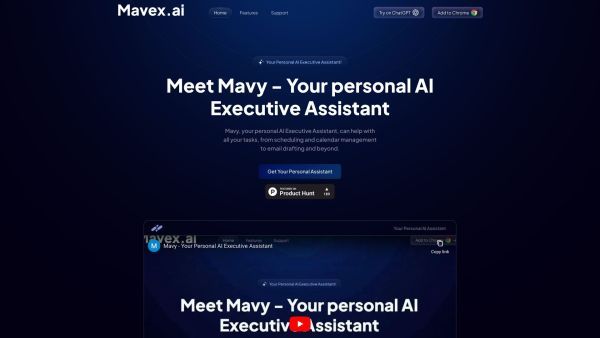 Mavex.ai
Home
Features
Support
Try on ChatGPT
Add to Chrome
Your Personal AI Executive Assistant!
Meet Mavy - Your personal AI
Executive Assistant
Mavy, your personal AI Executive Assistant, can help with
all your tasks, from scheduling and calendar management
to email drafting and beyond.
Get Your Personal Assistant
Product Hunt
Your Personal AI Assistant
Mavex.ai
Home
Features
Support
Add to Chrome
M
Mavy - Your Personal AI Executive Assistant
Copy link
Your Personal AI Executive Assistant!
Meet Mavy - Your personal AI
Executive Assistant